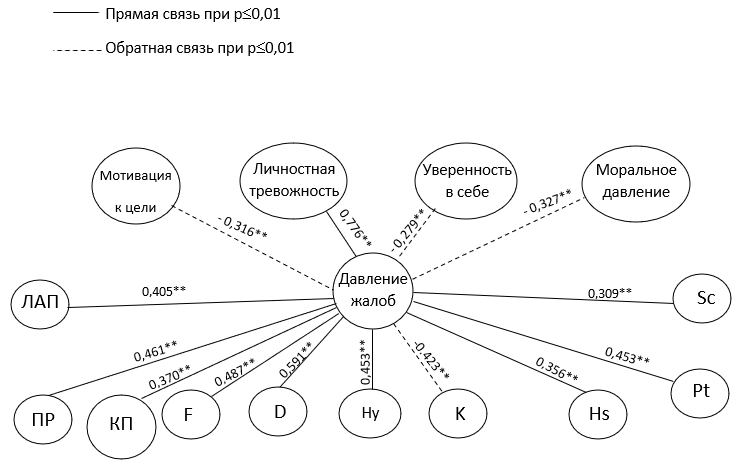 Прямая связь при p≤0,01
Обратная связь при p≤0,01
Мотивация
к цели
Личностная
тревожность
Уверенность
в себе
Моральное
давление
- 0,316**
0,776**
- 0,279**
- 0,327**
Давление
жалоб
ЛАП
0,405**
0,309**
Sc
0,461**
0,370**
0,487**
0,591**
0,453**
-0,423**
0,356**
0,453**
Pt
ПР
КП
F
D
Hy
K
Hs